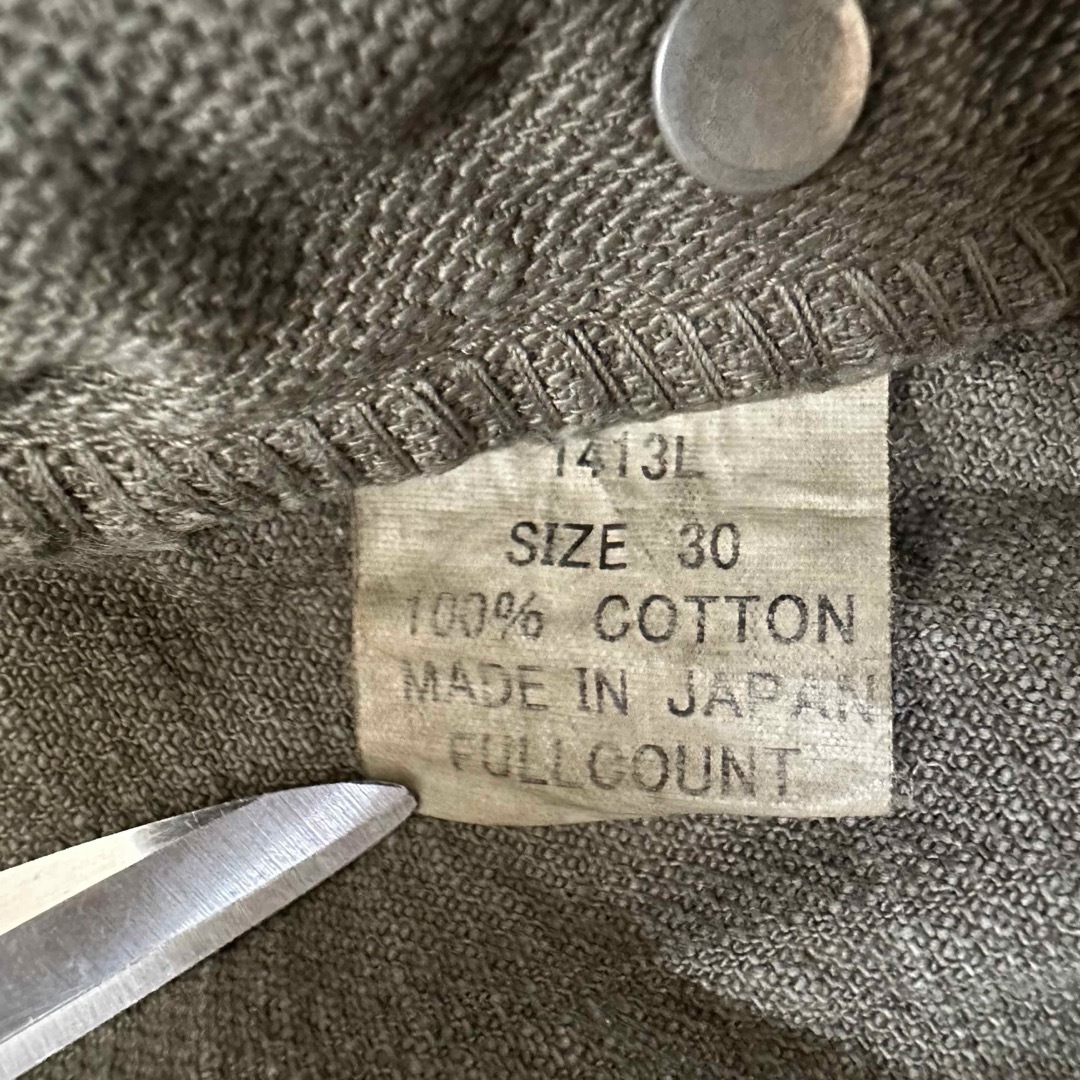 1413L
SIZE 30
100% COTTON
MADE IN JAPAN
FULLCOUNT